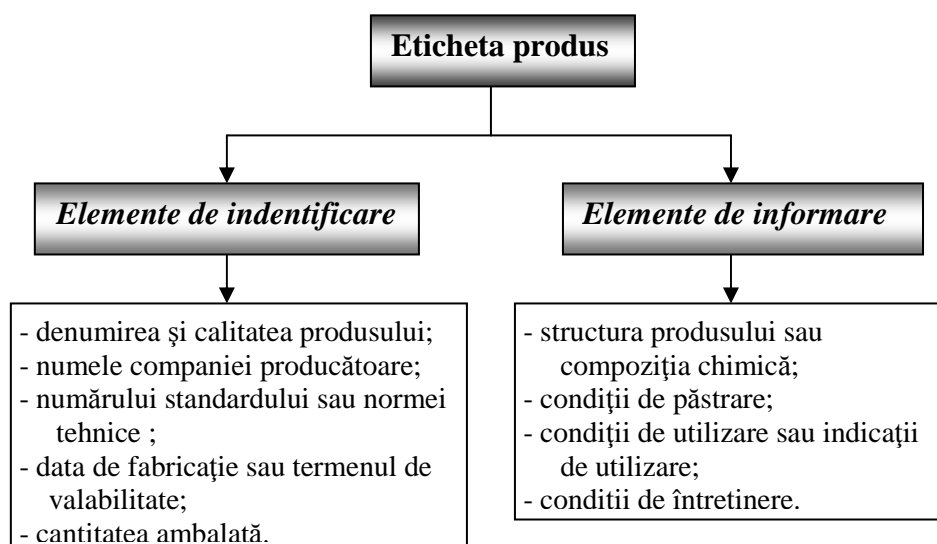 Eticheta produs
Elemente de indentificare
Elemente de informare
- denumirea şi calitatea produsului;
- numele companiei producătoare;
- numărului standardului sau normei
tehnice ;
- data de fabricaţie sau termenul de
valabilitate;
- cantitatea ambalată.
- structura produsului sau
compoziţia chimică;
- condiţii de păstrare;
- condiţii de utilizare sau indicaţii
de utilizare;
- conditii de întretinere.